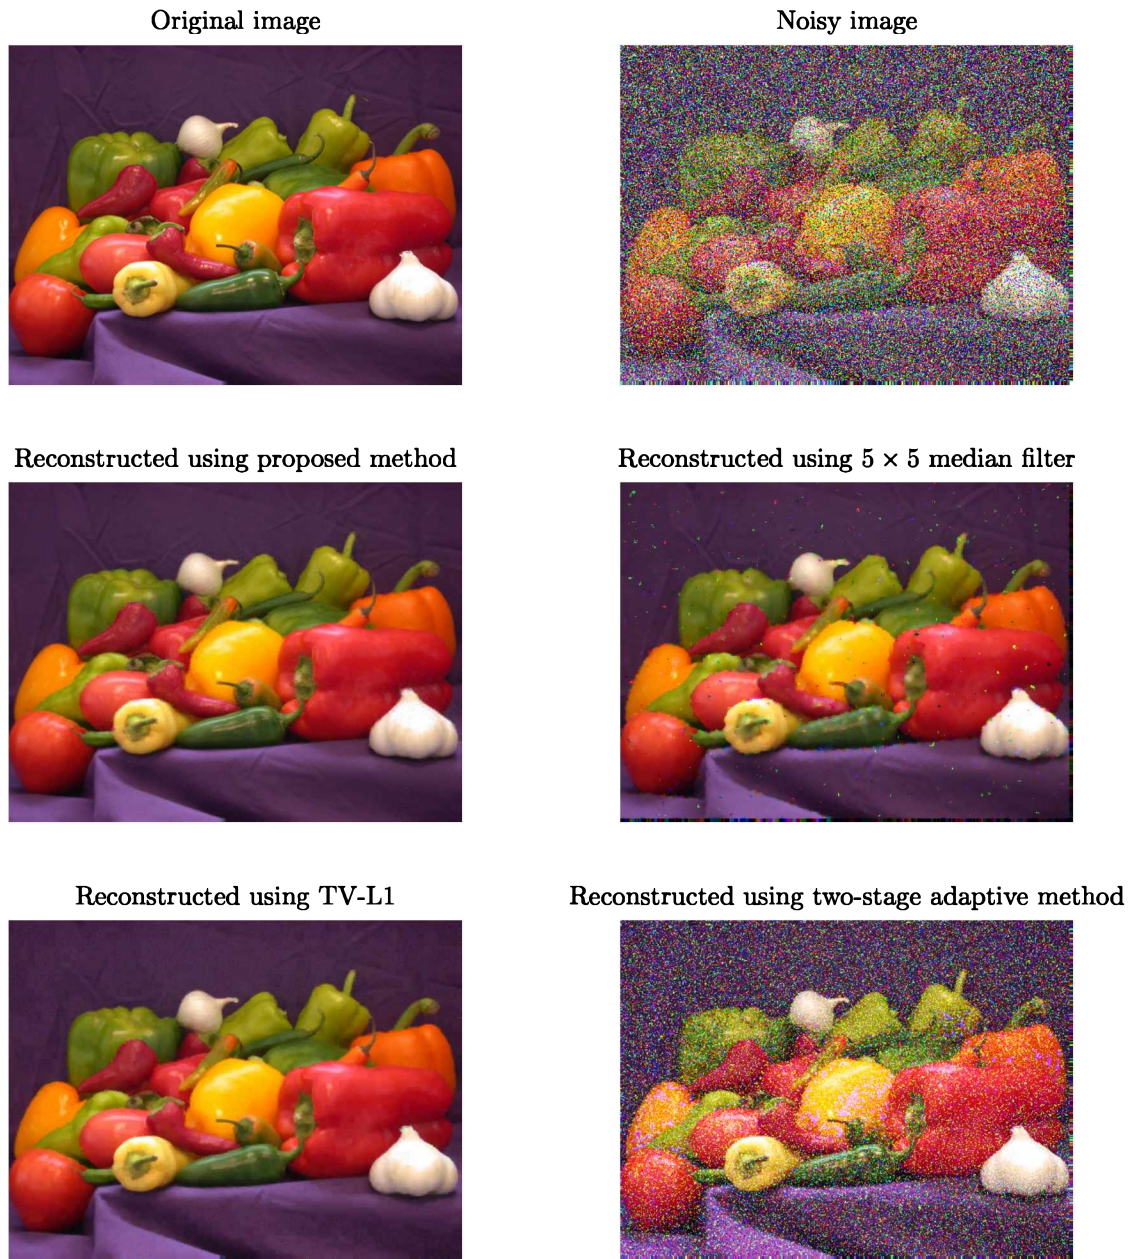 Original image
Noisy image
Reconstructed using proposed method
Reconstructed using 5 × 5 median filter
Reconstructed using TV-L1
Reconstructed using two-stage adaptive method